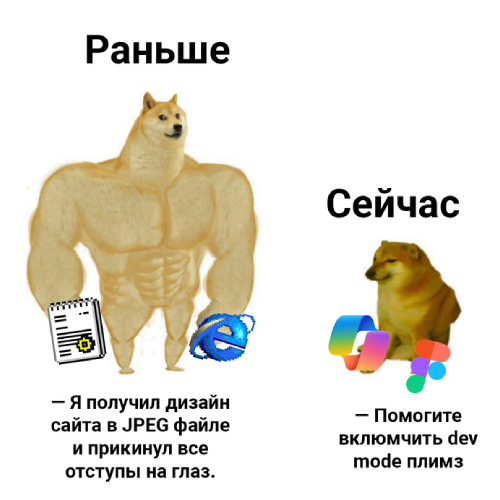 Раньше
— Я получил дизайн
сайта в JPEG файле
и прикинул все
отступы на глаз.
Сейчас
— Помогите
вклюмчить dev
mode плимз